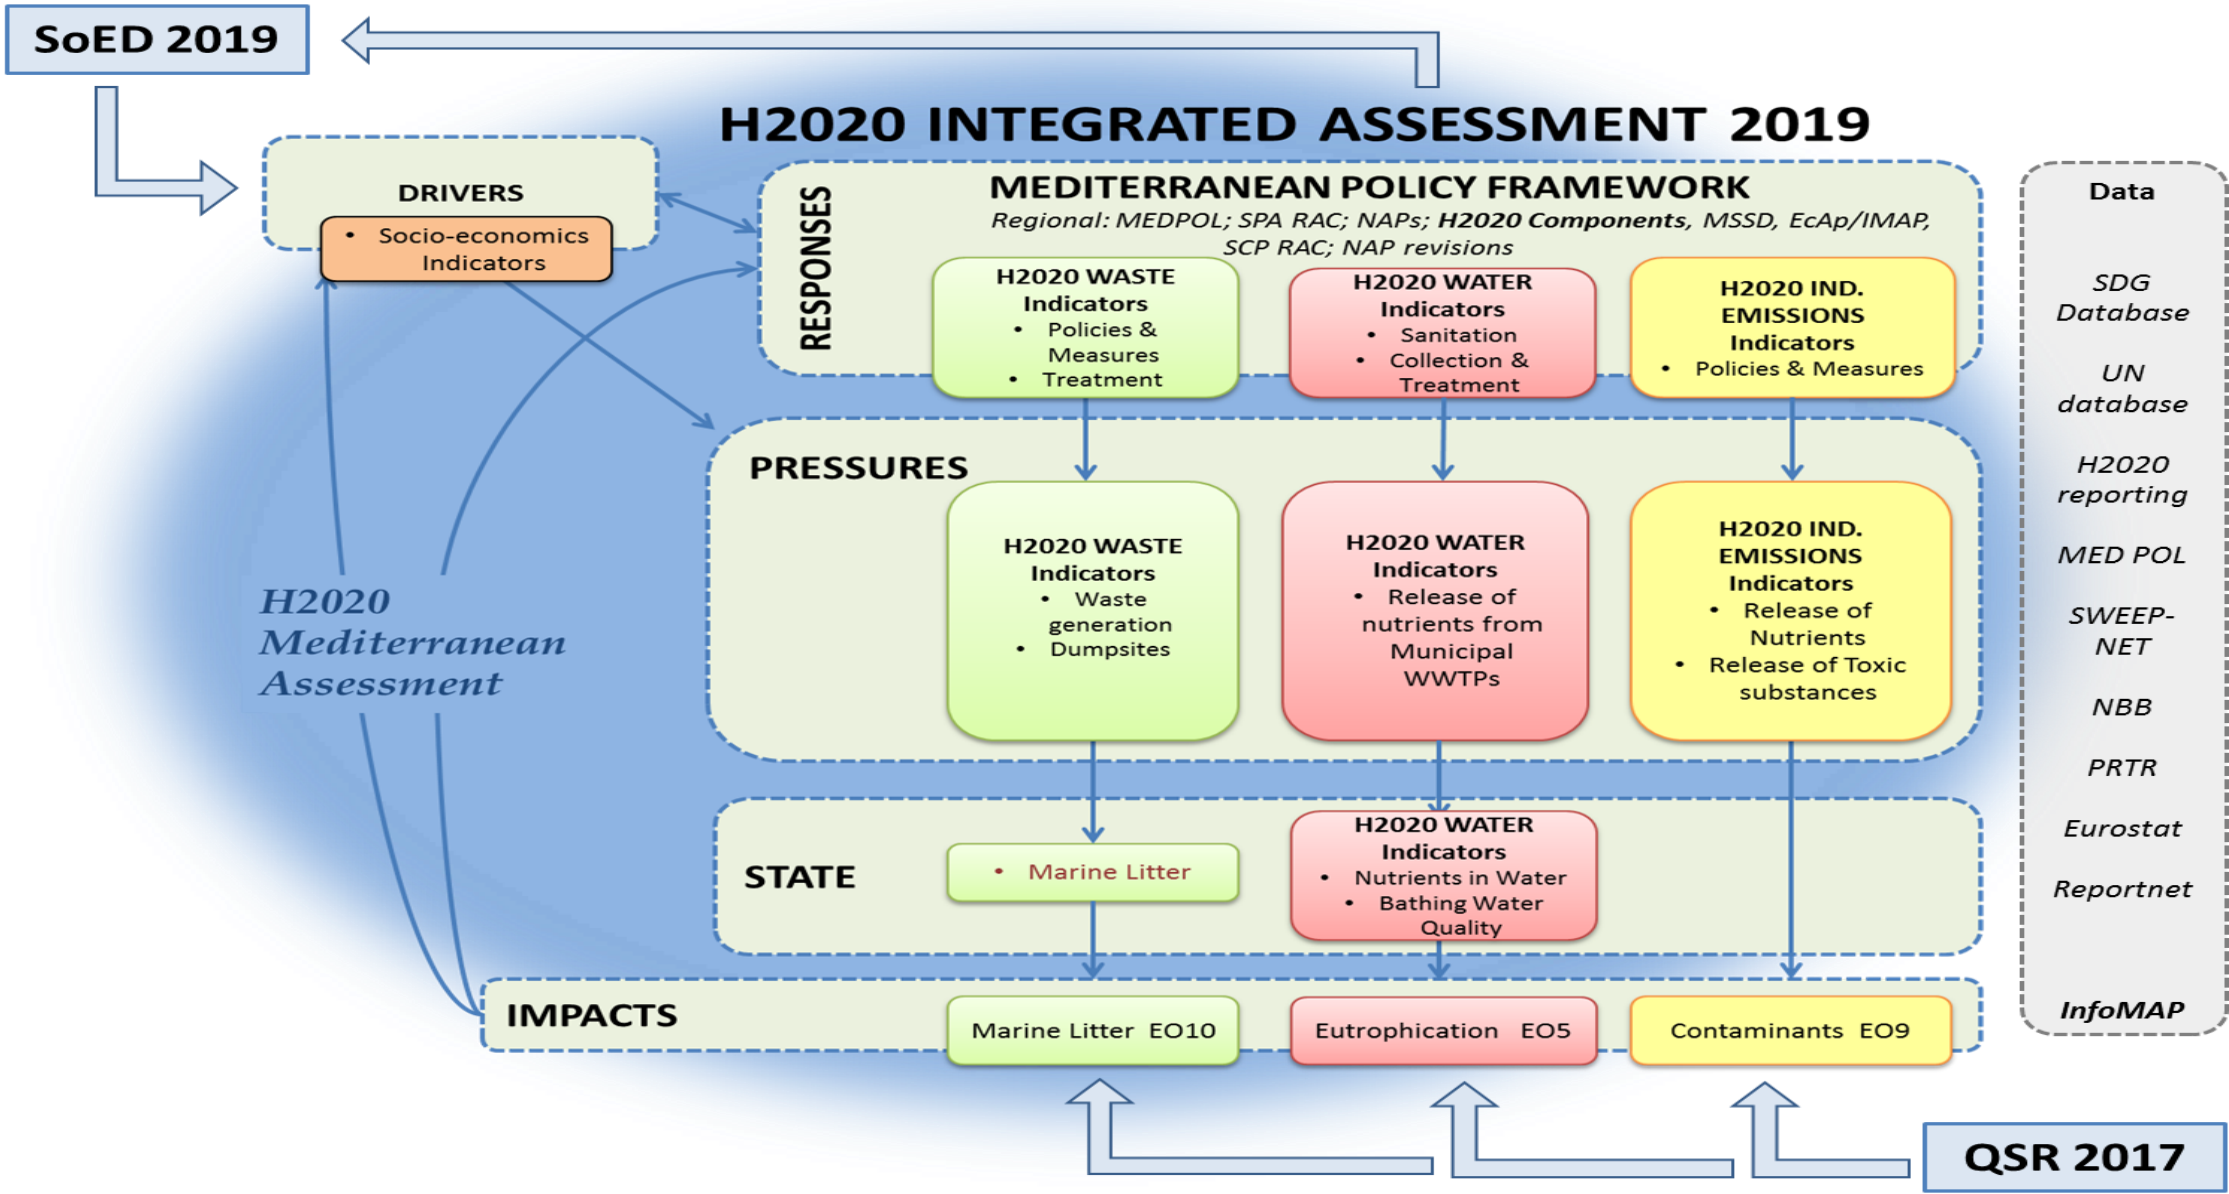 SoED 2019
H2020 INTEGRATED ASSESSMENT 2019
DRIVERS
• Socio-economics
Indicators
RESPONSES
MEDITERRANEAN POLICY FRAMEWORK
Regional: MEDPOL; SPA RAC; NAPs; H2020 Components, MSSD, EcAp/IMAP,
SCP RAC; NAP revisions
H2020 WASTE
Indicators
• Policies &
Measures
• Treatment
H2020 WATER
Indicators
• Sanitation
• Collection &
Treatment
H2020 IND.
EMISSIONS
Indicators
• Policies & Measures
PRESSURES
H2020 WASTE
Indicators
• Waste
generation
• Dumpsites
H2020 WATER
Indicators
• Release of
nutrients from
Municipal
WWTPs
H2020 IND.
EMISSIONS
Indicators
• Release of
Nutrients
• Release of Toxic
substances
H2020
Mediterranean
Assessment
STATE
• Marine Litter
H2020 WATER
Indicators
• Nutrients in Water
• Bathing Water
Quality
IMPACTS
Marine Litter EO10
Eutrophication EO5
Contaminants EO9
Data
SDG
Database
UN
database
H2020
reporting
MED POL
SWEEP-
NET
NBB
PRTR
Eurostat
Reportnet
InfoMAP
QSR 2017